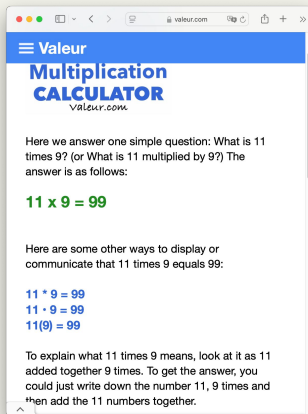 valeur.com
Valeur
Multiplication
CALCULATOR
Valeur.com
Here we answer one simple question: What is 11
times 9? (or What is 11 multiplied by 9?) The
answer is as follows:
11 x 9 = 99
Here are some other ways to display or
communicate that 11 times 9 equals 99:
11 * 9 = 99
11 · 9 = 99
11(9) = 99
To explain what 11 times 9 means, look at it as 11
added together 9 times. To get the answer, you
could just write down the number 11, 9 times and
then add the 11 numbers together.